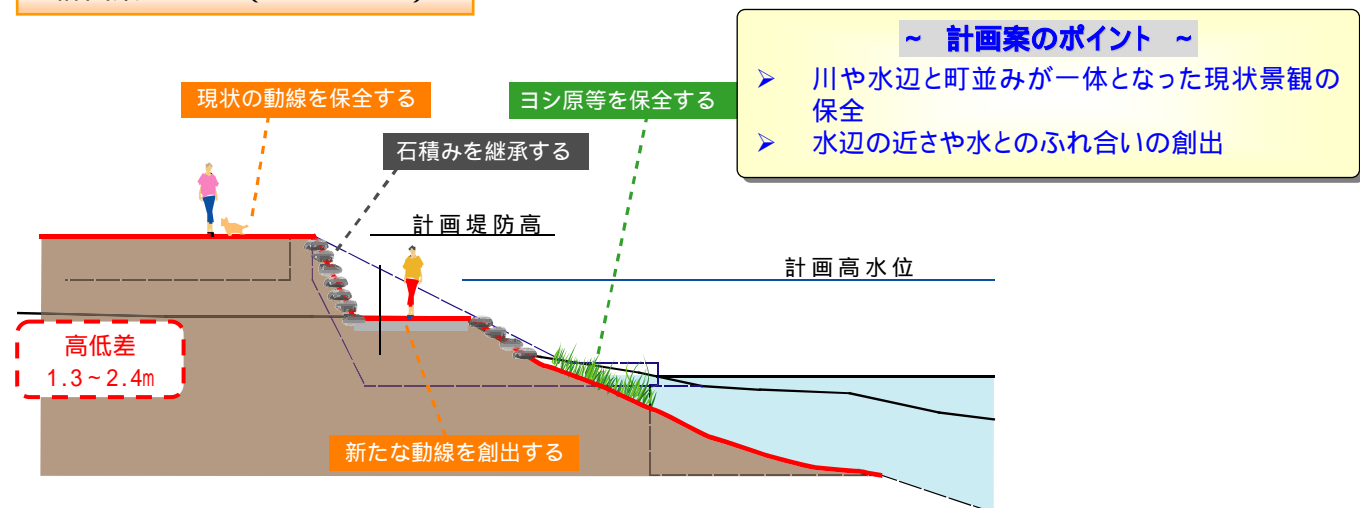 ~ 計画案のポイント ~
➢ 川や水辺と町並みが一体となった現状景観の
保全
➢ 水辺の近さや水とのふれ合いの創出
現状の動線を保全する
ヨシ原等を保全する
石積みを継承する
計画堤防高
計画高水位
高低差
1.3~2.4m
新たな動線を創出する